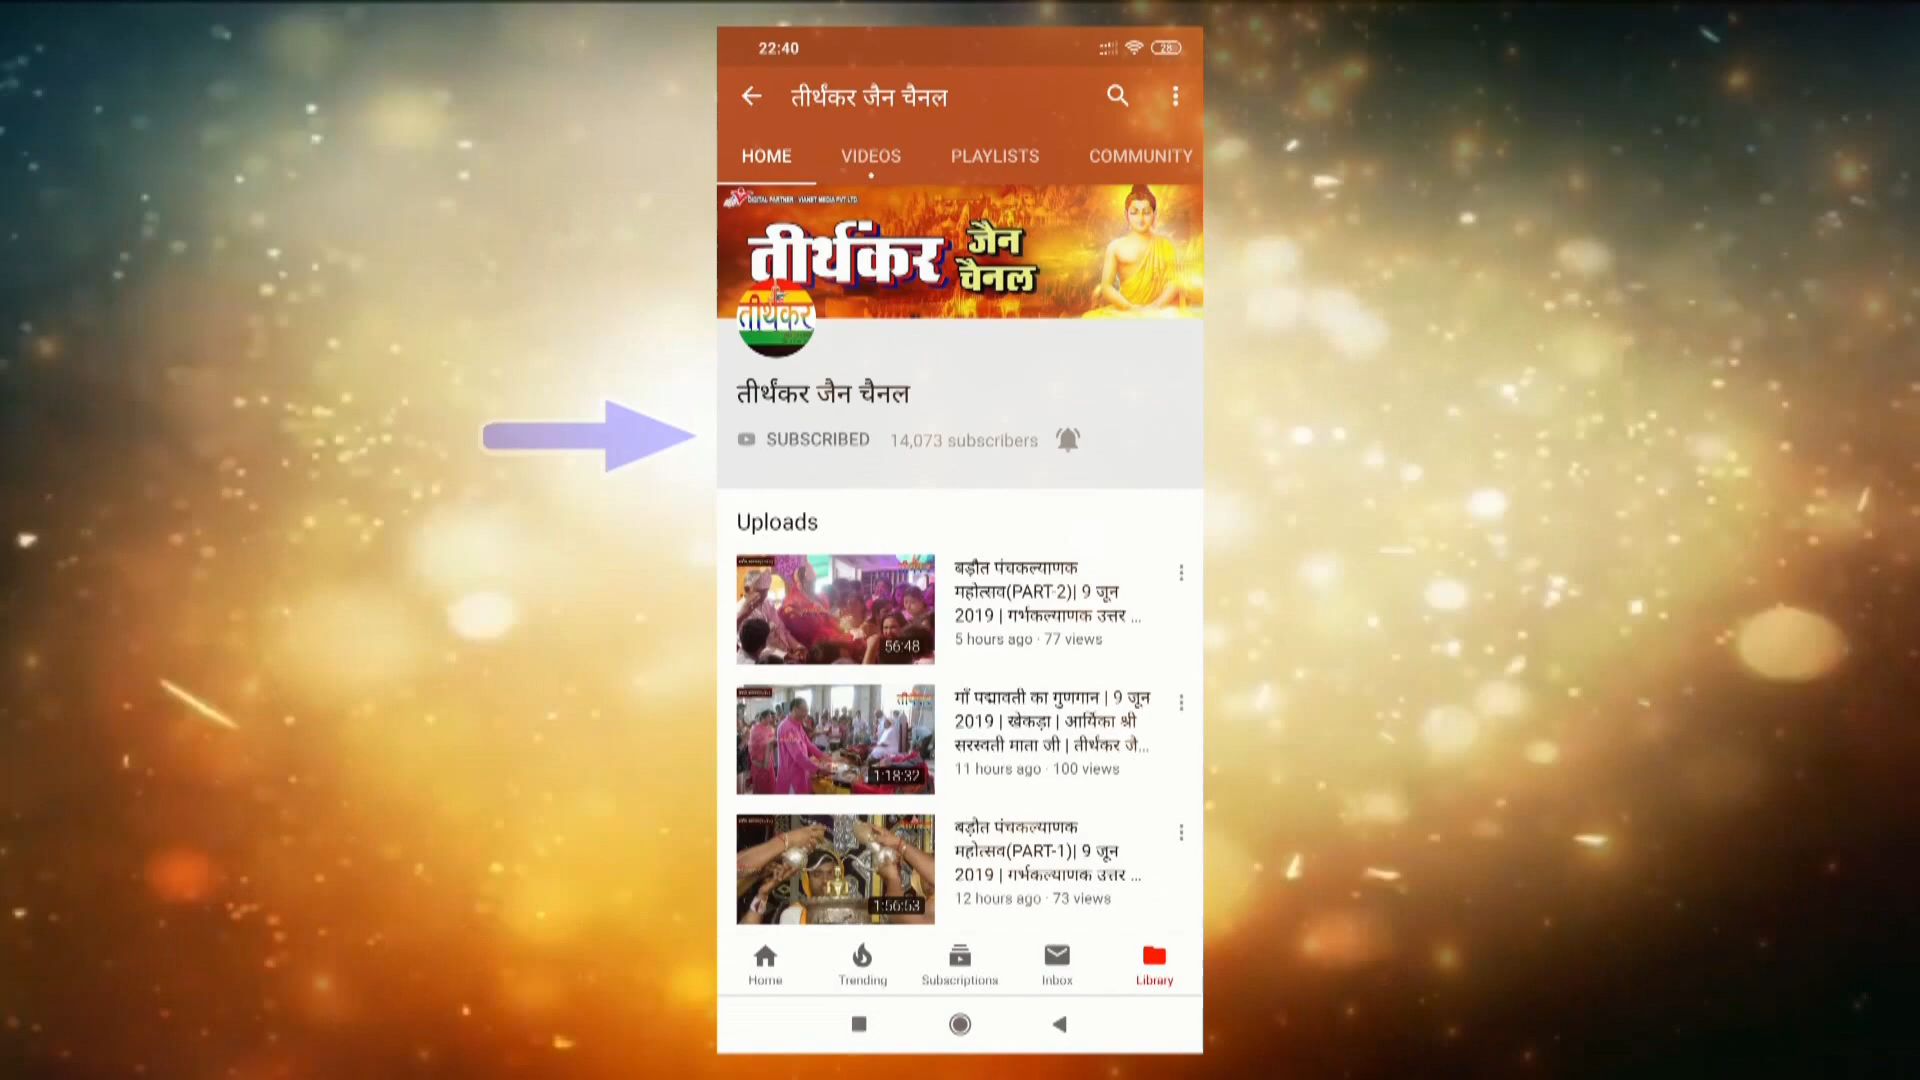 22:40
28
तीर्थंकर जैन चैनल
HOME
VIDEOS
PLAYLISTS
COMMUNITY
DIGITAL PARTNER VIANET MEDIA PVT LTD
तीर्थंकर जैन चैनल
तीर्थंकर
तीर्थंकर जैन चैनल
SUBSCRIBED 14,073 subscribers
Uploads
बड़ौत पंचकल्याणक
महोत्सव(PART-2)| 9 जून
2019 | गर्भकल्याणक उत्तर ...
5 hours ago · 77 views
56:48
माँ पद्मावती का गुणगान | 9 जून
2019 | खेकड़ा | आर्यिका श्री
सरस्वती माता जी | तीर्थंकर जै...
11 hours ago · 100 views
1:18:32
बड़ौत पंचकल्याणक
महोत्सव(PART-1)| 9 जून
2019 | गर्भकल्याणक उत्तर ...
12 hours ago · 73 views
1:56:53
Home
Trending
Subscriptions
Inbox
Library